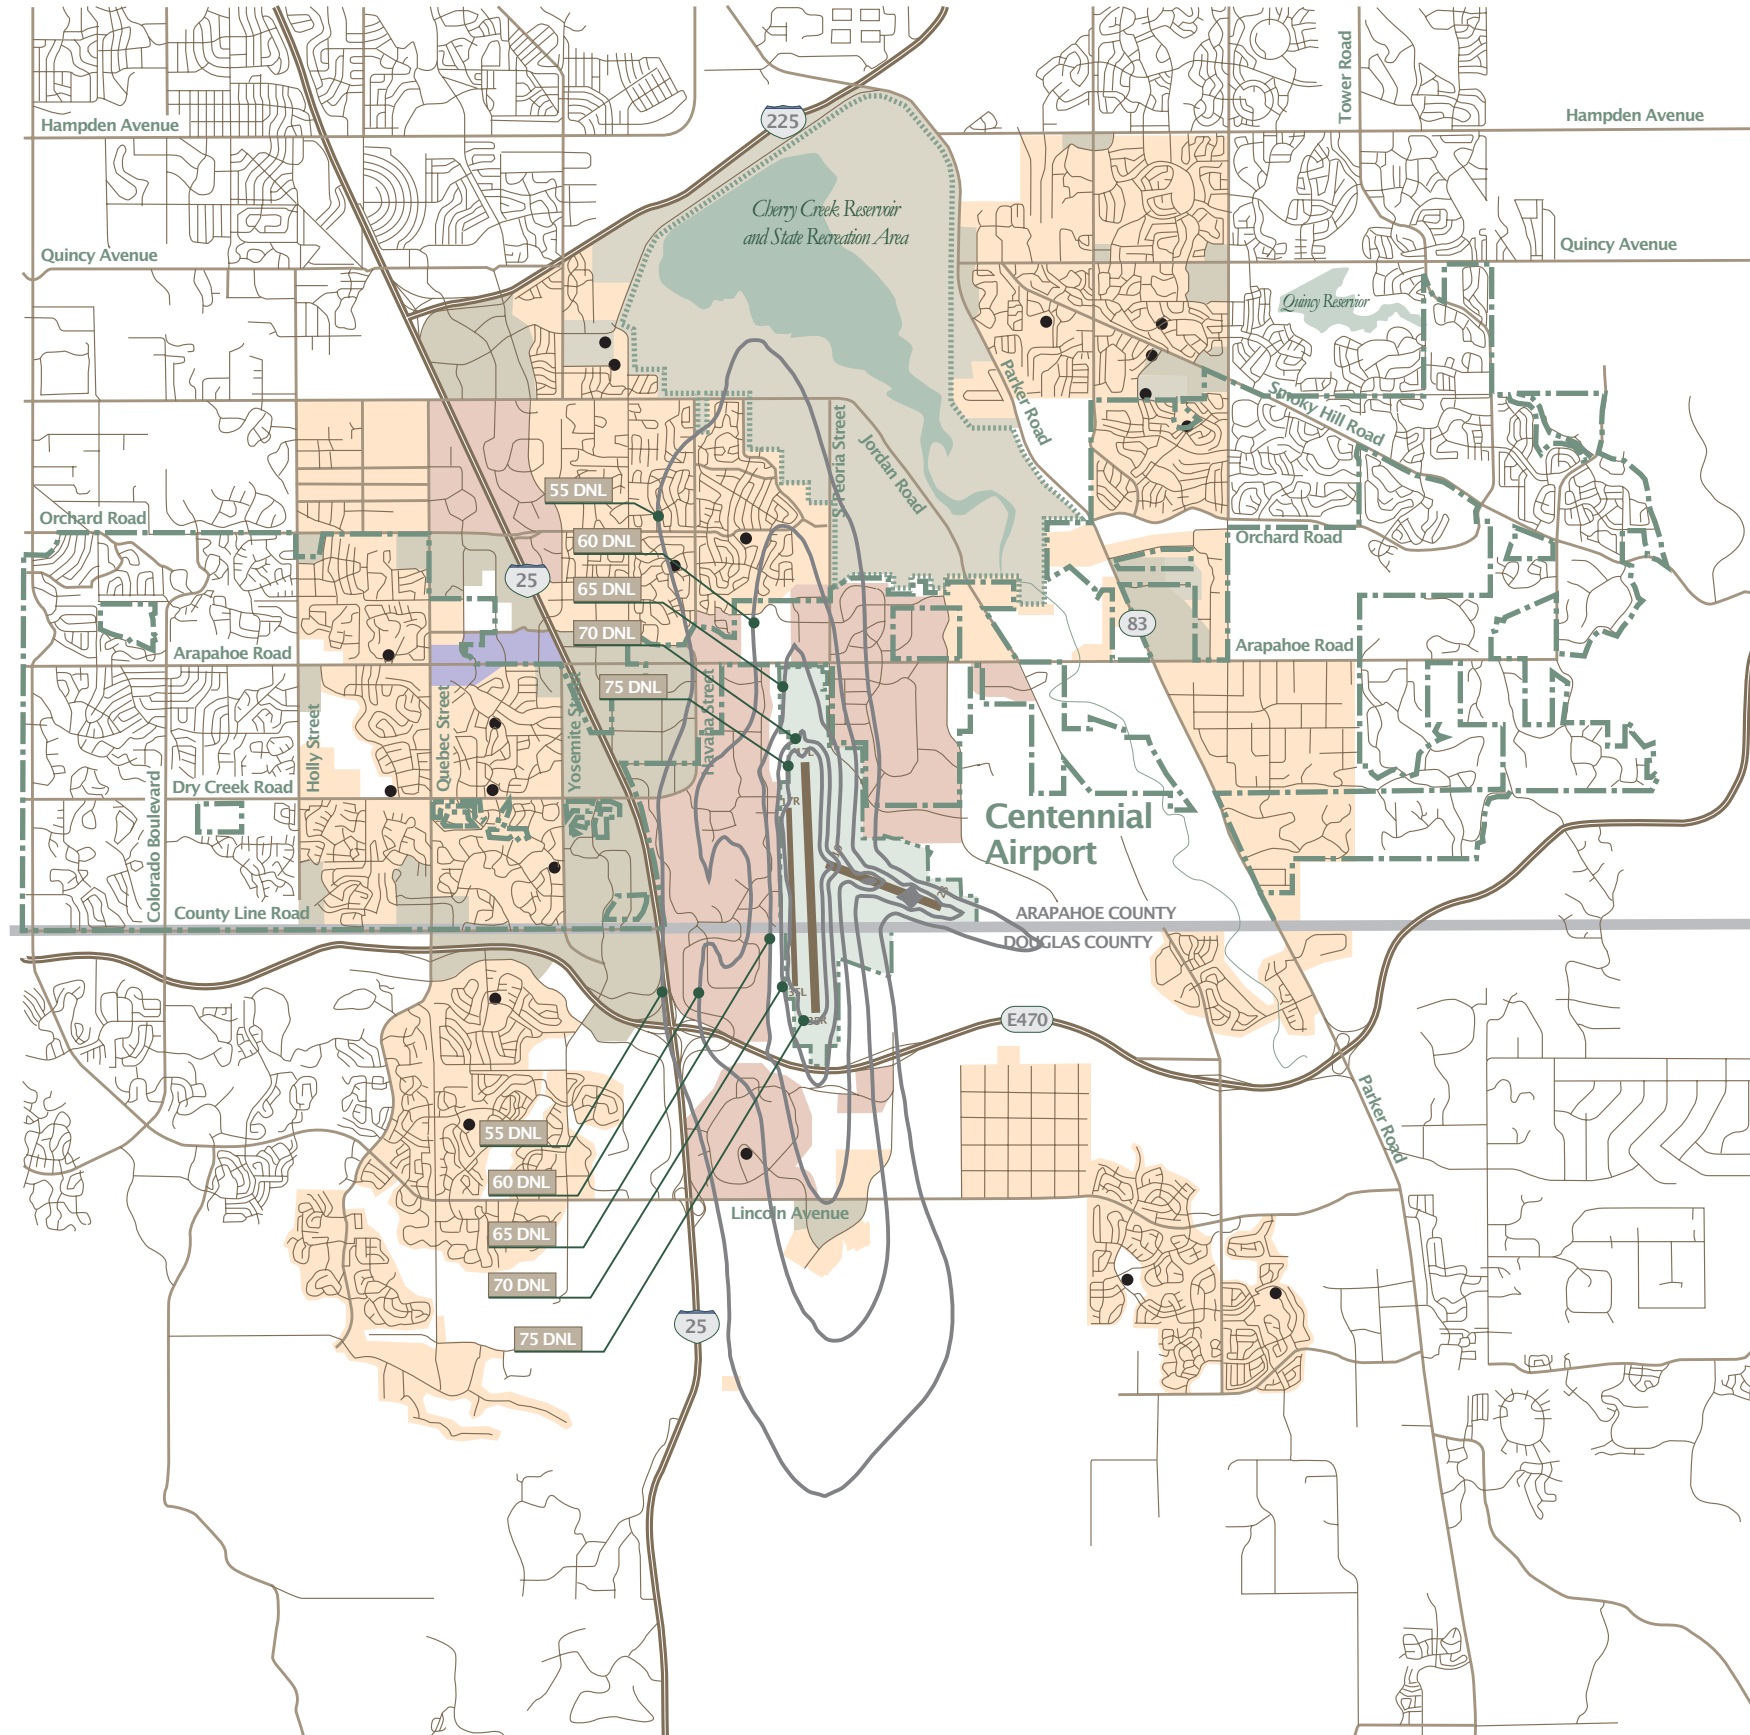 Tower Road
Hampden Avenue
225
Hampden Avenue
Cherry Creek Reservoir
and State Recreation Area
Quincy Avenue
Quincy Avenue
Quincy Reservior
Parker Road
Smoky Hill Road
S Peoria Street
Jordan Road
55 DNL
Orchard Road
60 DNL
Orchard Road
25
65 DNL
70 DNL
83
Arapahoe Road
Arapahoe Road
75 DNL
Havana Street
Yosemite Street
Quebec Street
Holly Street
Dry Creek Road
Colorado Boulevard
Centennial
Airport
County Line Road
ARAPAHOE COUNTY
DOUGLAS COUNTY
35L
35R
E470
Parker Road
55 DNL
60 DNL
Lincoln Avenue
65 DNL
70 DNL
25
75 DNL